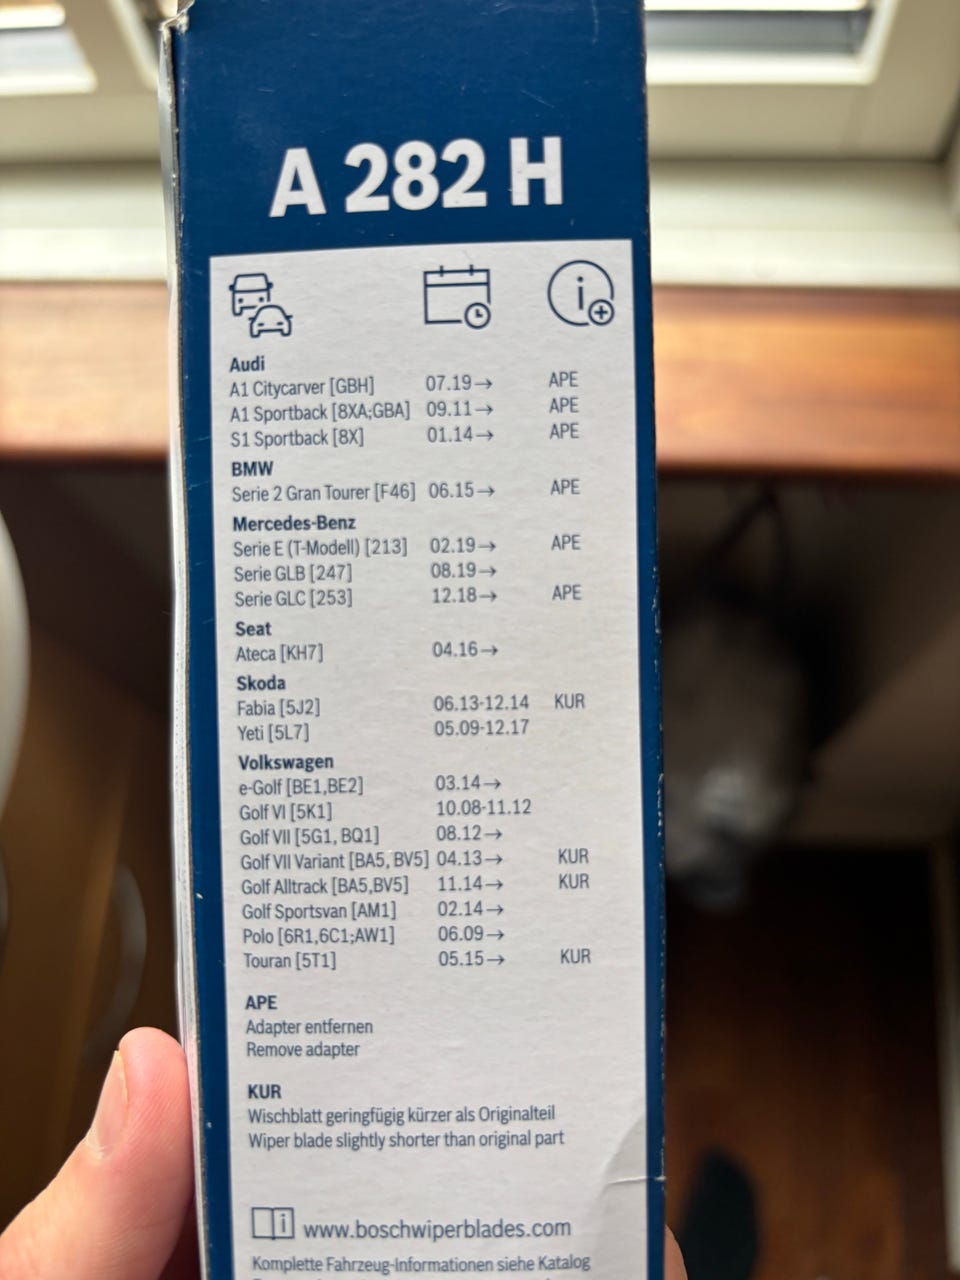 A 282 H
Audi
A1 Citycarver [GBH] 07.19→ APE
A1 Sportback [8XA;GBA] 09.11→ APE
S1 Sportback [8X] 01.14→ APE
BMW
Serie 2 Gran Tourer [F46] 06.15→ APE
Mercedes-Benz
Serie E (T-Modell) [213] 02.19→ APE
Serie GLB [247] 08.19→
Serie GLC [253] 12.18→ APE
Seat
Ateca [KH7] 04.16→
Skoda
Fabia [5J2] 06.13-12.14 KUR
Yeti [5L7] 05.09-12.17
Volkswagen
e-Golf [BE1,BE2] 03.14→
Golf VI [5K1] 10.08-11.12
Golf VII [5G1, BQ1] 08.12→
Golf VII Variant [BA5, BV5] 04.13→ KUR
Golf Alltrack [BA5,BV5] 11.14→ KUR
Golf Sportsvan [AM1] 02.14→
Polo [6R1,6C1;AW1] 06.09→
Touran [5T1] 05.15→ KUR
APE
Adapter entfernen
Remove adapter
KUR
Wischblatt geringfügig kürzer als Originalteil
Wiper blade slightly shorter than original part
www.boschwiperblades.com
Komplette Fahrzeug-Informationen siehe Katalog